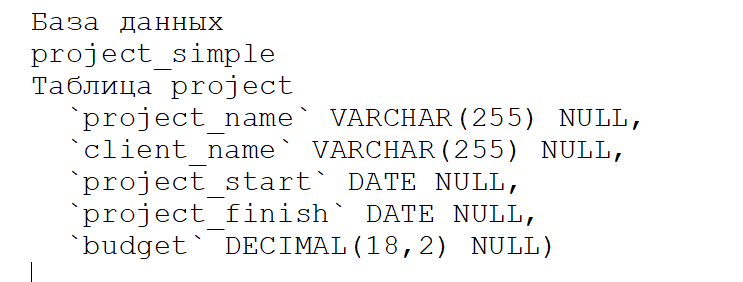 База данных
project_simple
Таблица project
`project_name` VARCHAR(255) NULL,
`client_name` VARCHAR(255) NULL,
`project_start` DATE NULL,
`project_finish` DATE NULL,
`budget` DECIMAL(18,2) NULL)